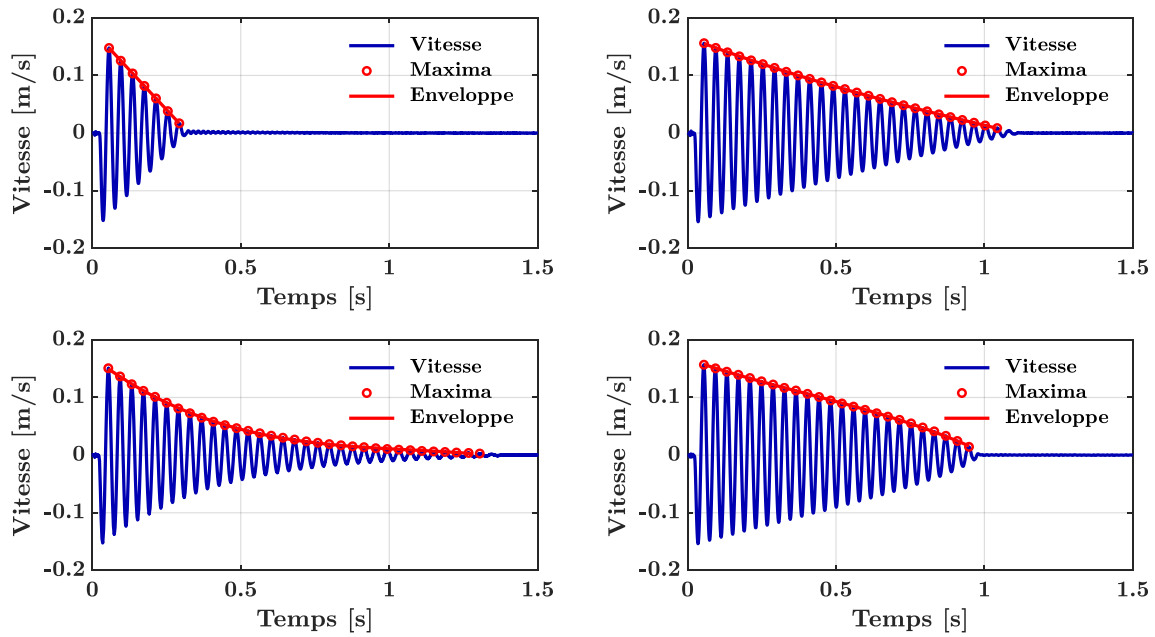 0.2
0.1
0
-0.1
-0.2
Vitesse [m/s]
Vitesse
Maxima
Enveloppe
0 0.5 1 1.5
Temps [s]
0.2
0.1
0
-0.1
-0.2
Vitesse [m/s]
Vitesse
Maxima
Enveloppe
0 0.5 1 1.5
Temps [s]
0.2
0.1
0
-0.1
-0.2
Vitesse [m/s]
Vitesse
Maxima
Enveloppe
0 0.5 1 1.5
Temps [s]
0.2
0.1
0
-0.1
-0.2
Vitesse [m/s]
Vitesse
Maxima
Enveloppe
0 0.5 1 1.5
Temps [s]